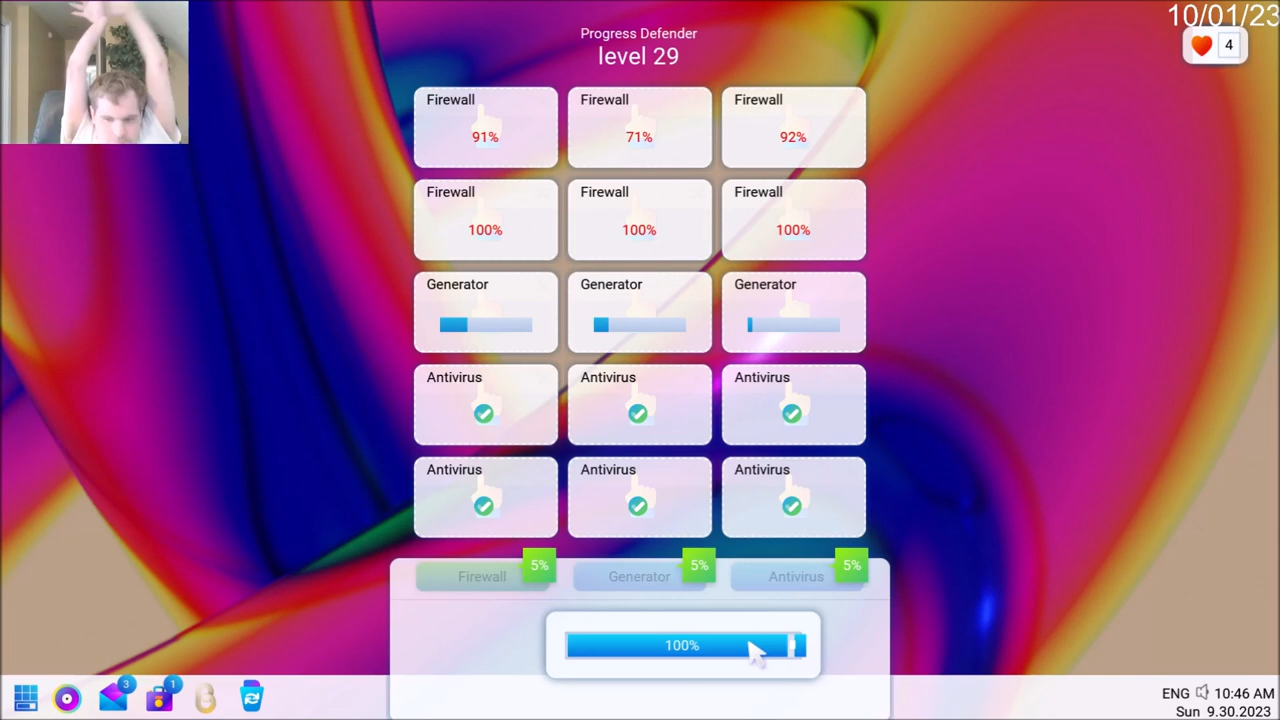 10/01/23
4
Progress Defender
level 29
Firewall
91%
Firewall
71%
Firewall
92%
Firewall
100%
Firewall
100%
Firewall
100%
Generator
Generator
Generator
Antivirus
Antivirus
Antivirus
Antivirus
Antivirus
Antivirus
Firewall
5%
Generator
5%
Antivirus
5%
100%
3
1
ENG 10:46 AM
Sun 9.30.2023